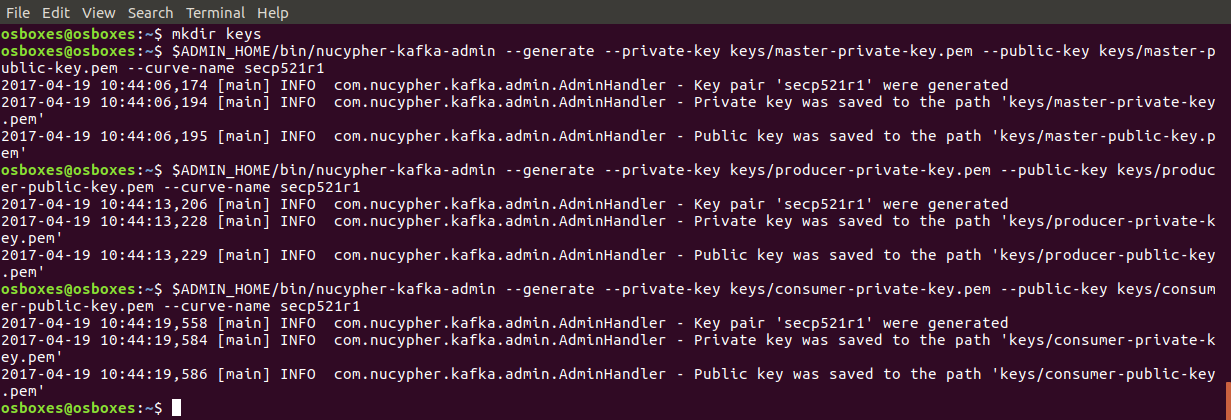 File Edit View Search Terminal Help
osboxes@osboxes:~$ mkdir keys
osboxes@osboxes:~$ $ADMIN_HOME/bin/nucypher-kafka-admin --generate --private-key keys/master-private-key.pem --public-key keys/master-p
ublic-key.pem --curve-name secp521r1
2017-04-19 10:44:06,174 [main] INFO  com.nucypher.kafka.admin.AdminHandler - Key pair 'secp521r1' were generated
2017-04-19 10:44:06,194 [main] INFO  com.nucypher.kafka.admin.AdminHandler - Private key was saved to the path 'keys/master-private-key
.pem'
2017-04-19 10:44:06,195 [main] INFO  com.nucypher.kafka.admin.AdminHandler - Public key was saved to the path 'keys/master-public-key.p
em'
osboxes@osboxes:~$ $ADMIN_HOME/bin/nucypher-kafka-admin --generate --private-key keys/producer-private-key.pem --public-key keys/produc
er-public-key.pem --curve-name secp521r1
2017-04-19 10:44:13,206 [main] INFO  com.nucypher.kafka.admin.AdminHandler - Key pair 'secp521r1' were generated
2017-04-19 10:44:13,228 [main] INFO  com.nucypher.kafka.admin.AdminHandler - Private key was saved to the path 'keys/producer-private-k
ey.pem'
2017-04-19 10:44:13,229 [main] INFO  com.nucypher.kafka.admin.AdminHandler - Public key was saved to the path 'keys/producer-public-key
.pem'
osboxes@osboxes:~$ $ADMIN_HOME/bin/nucypher-kafka-admin --generate --private-key keys/consumer-private-key.pem --public-key keys/consum
er-public-key.pem --curve-name secp521r1
2017-04-19 10:44:19,558 [main] INFO  com.nucypher.kafka.admin.AdminHandler - Key pair 'secp521r1' were generated
2017-04-19 10:44:19,584 [main] INFO  com.nucypher.kafka.admin.AdminHandler - Private key was saved to the path 'keys/consumer-private-k
ey.pem'
2017-04-19 10:44:19,586 [main] INFO  com.nucypher.kafka.admin.AdminHandler - Public key was saved to the path 'keys/consumer-public-key
.pem'
osboxes@osboxes:~$